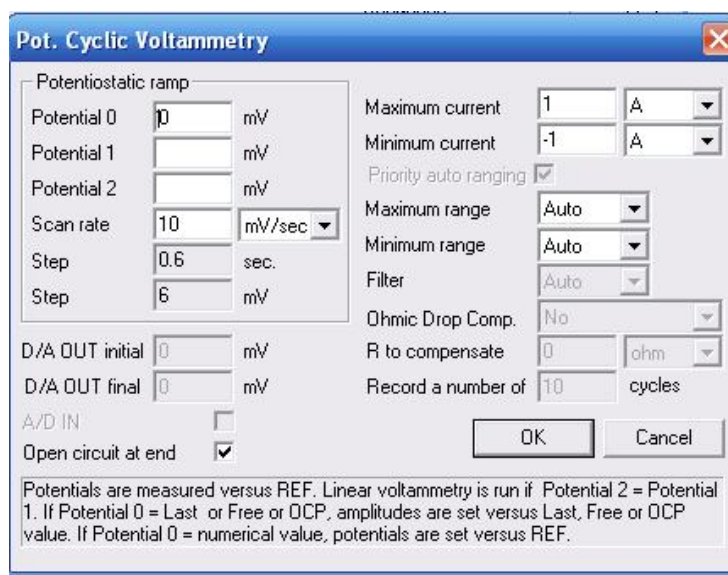 Pot. Cyclic Voltammetry
Potentiostatic ramp
Potential 0 0 mV
Potential 1 mV
Potential 2 mV
Scan rate 10 mV/sec
Step 0.6 sec.
Step 6 mV
D/A OUT initial 0 mV
D/A OUT final 0 mV
A/D IN
Open circuit at end
Maximum current 1 A
Minimum current -1 A
Priority auto ranging
Maximum range Auto
Minimum range Auto
Filter Auto
Ohmic Drop Comp. No
R to compensate 0 ohm
Record a number of 10 cycles
OK Cancel
Potentials are measured versus REF. Linear voltammetry is run if Potential 2 = Potential
1. If Potential 0 = Last or Free or OCP, amplitudes are set versus Last, Free or OCP
value. If Potential 0 = numerical value, potentials are set versus REF.